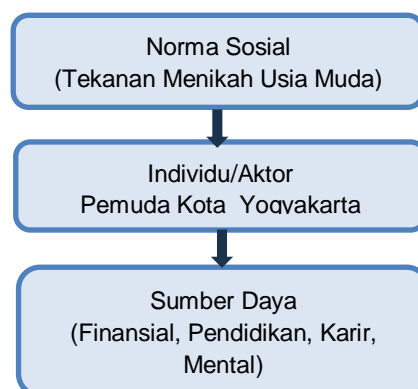 Norma Sosial
(Tekanan Menikah Usia Muda)
Individu/Aktor
Pemuda Kota Yogyakarta
Sumber Daya
(Finansial, Pendidikan, Karir,
Mental)